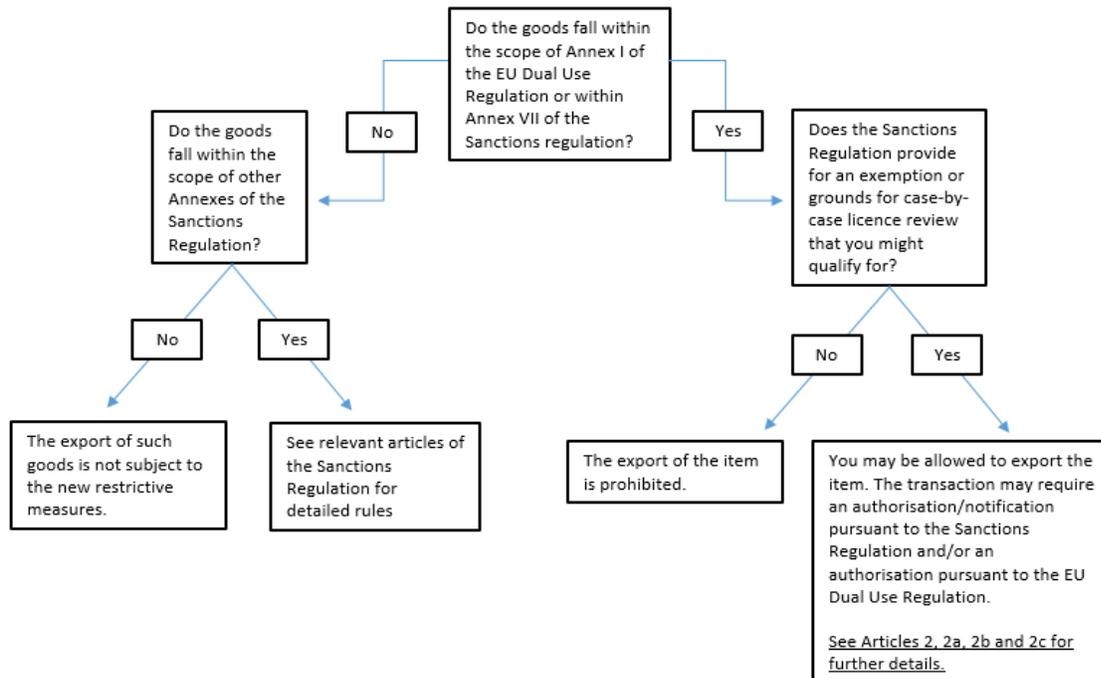 Do the goods fall within
the scope of Annex I of
the EU Dual Use
Regulation or within
Annex VII of the
Sanctions regulation?
No
Yes
Do the goods
fall within the
scope of other
Annexes of the
Sanctions
Regulation?
Does the Sanctions
Regulation provide
for an exemption or
grounds for case-by-
case licence review
that you might
qualify for?
No
Yes
No
Yes
The export of such
goods is not subject to
the new restrictive
measures.
See relevant articles of
the Sanctions
Regulation for
detailed rules
The export of the item
is prohibited.
You may be allowed to export the
item. The transaction may require
an authorisation/notification
pursuant to the Sanctions
Regulation and/or an
authorisation pursuant to the EU
Dual Use Regulation.
See Articles 2, 2a, 2b and 2c for
further details.